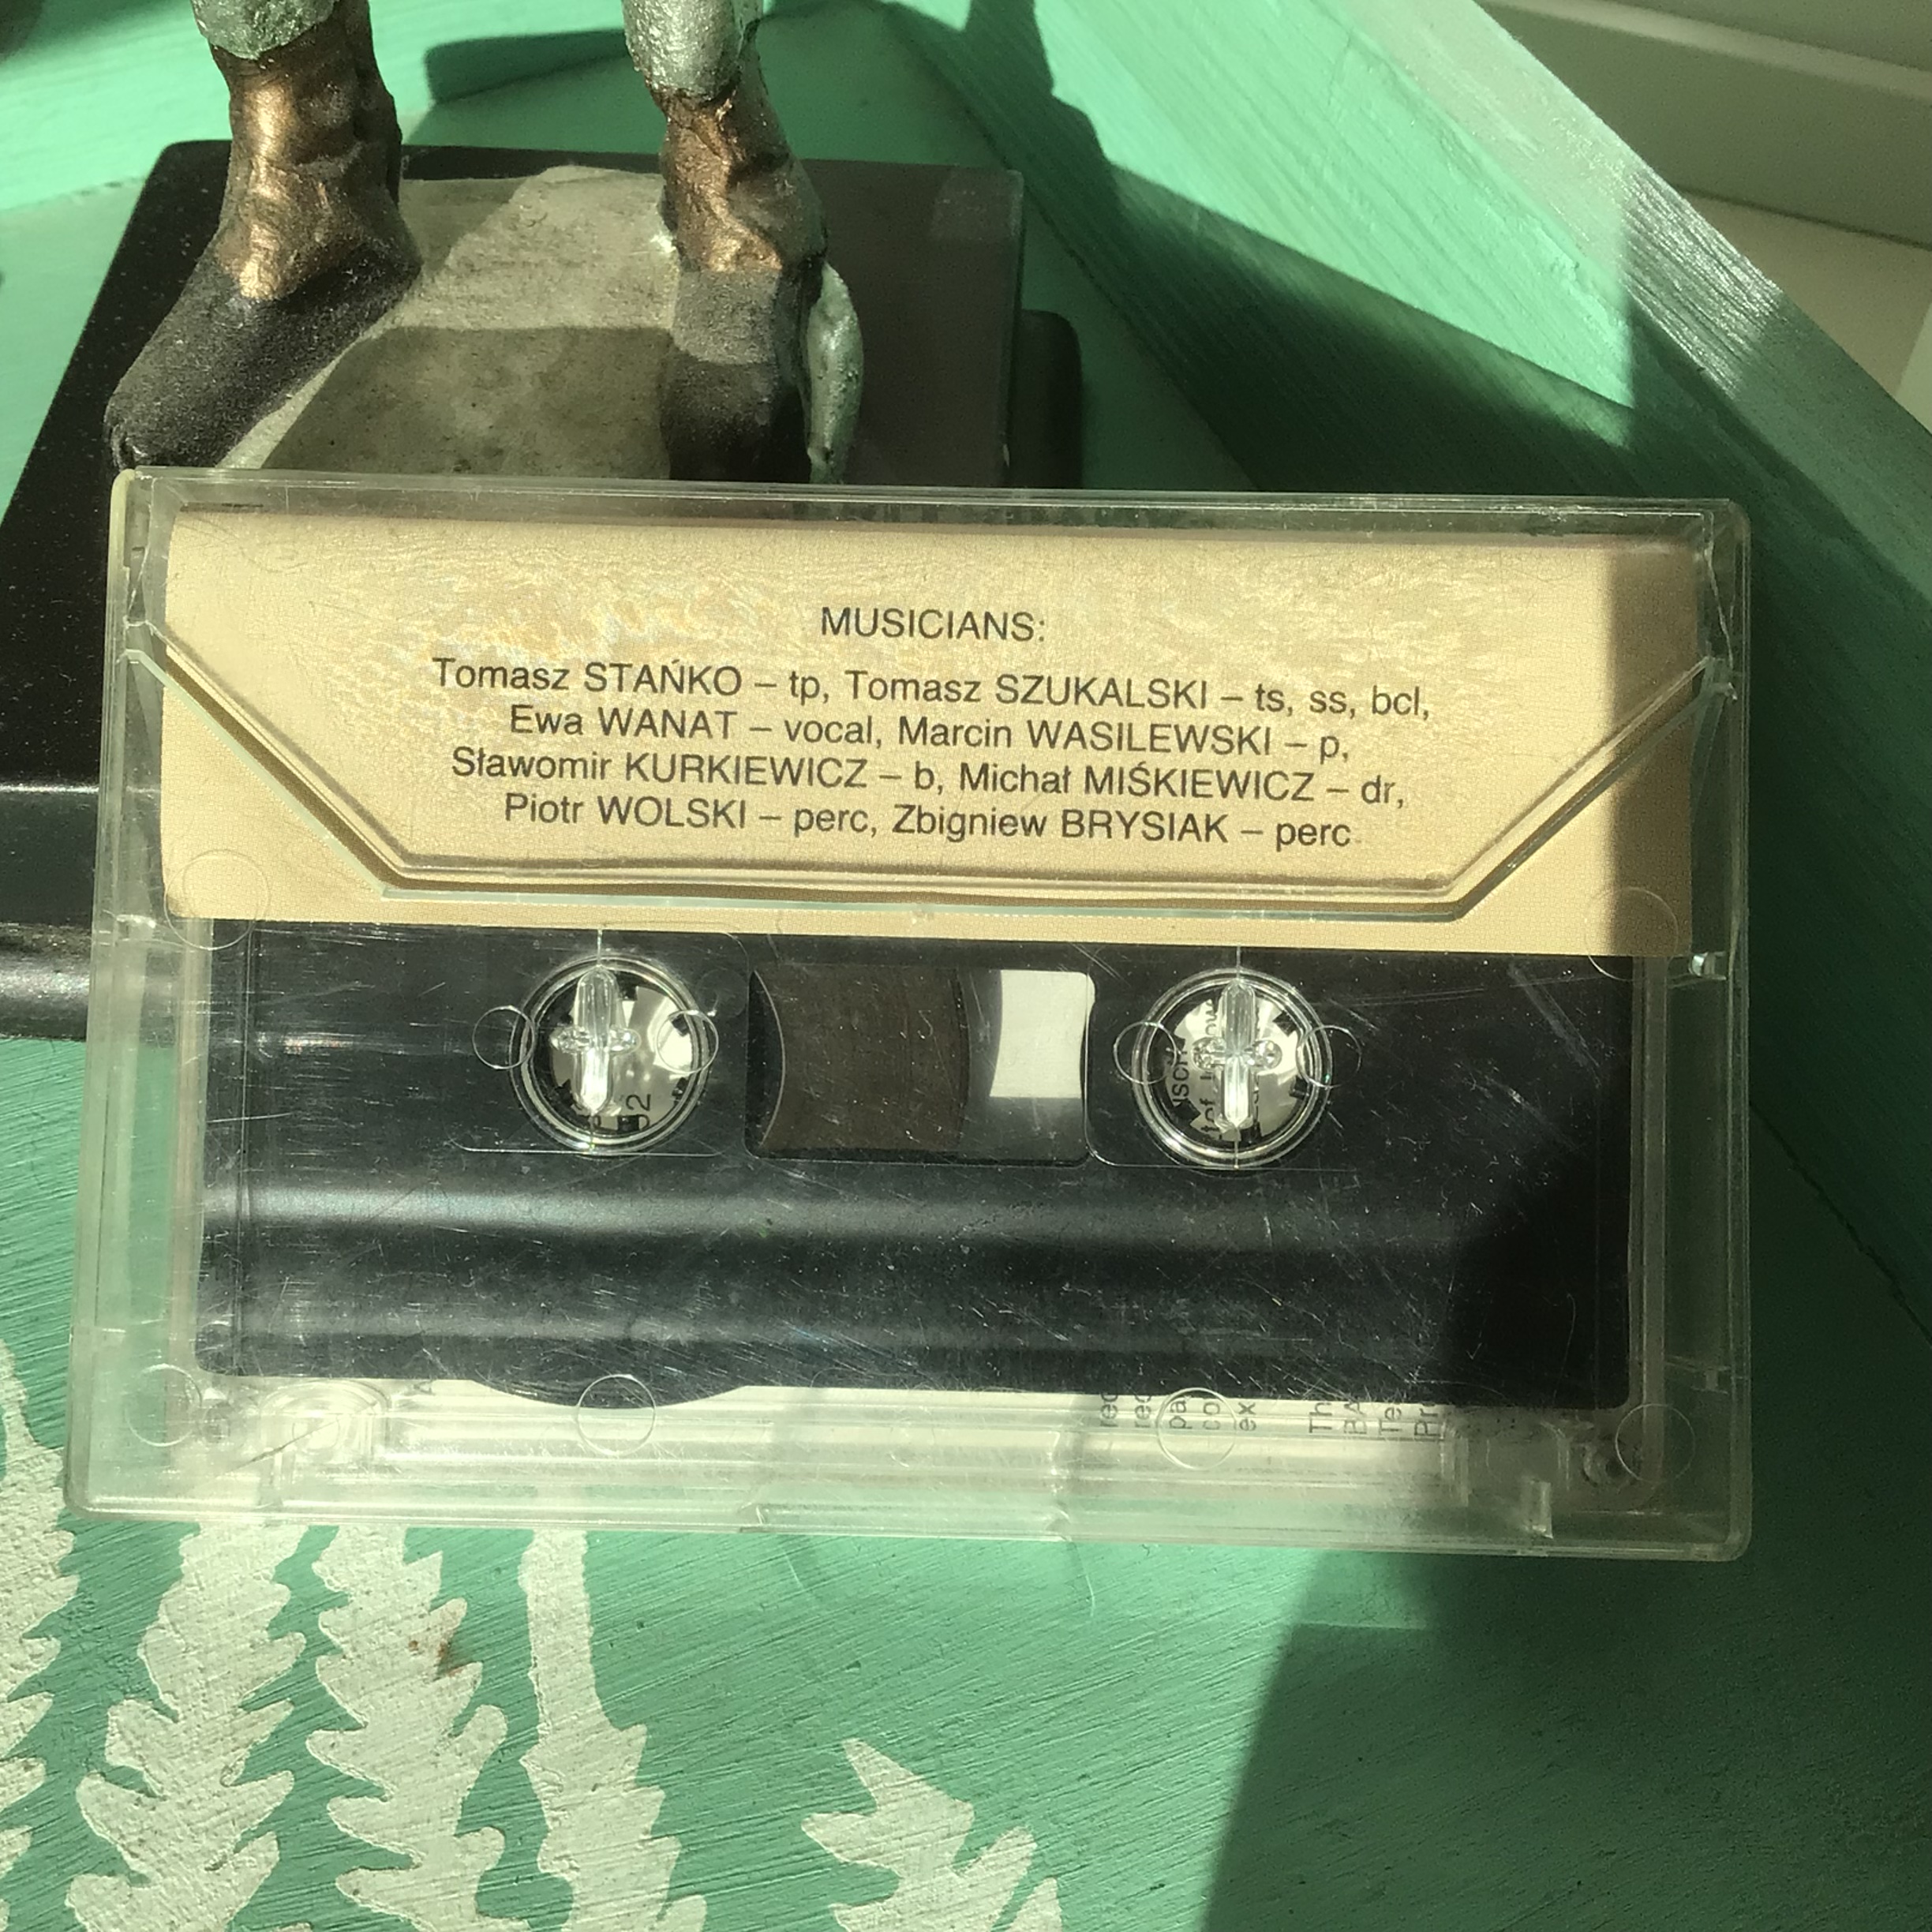 MUSICIANS:
Tomasz STAŃKO – tp, Tomasz SZUKALSKI – ts, ss, bcl,
Ewa WANAT – vocal, Marcin WASILEWSKI – p,
Sławomir KURKIEWICZ – b, Michał MIŚKIEWICZ – dr,
Piotr WOLSKI – perc, Zbigniew BRYSIAK – perc